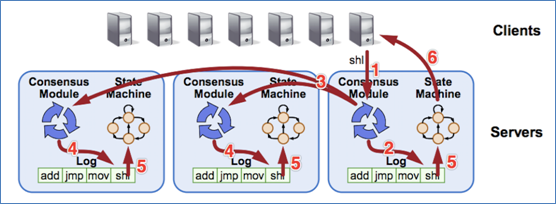 Clients
shl
1
6
3
Consensus Module
State Machine
Consensus Module
State Machine
Consensus Module
State Machine
Servers
4
4
2
Log
5
Log
5
Log
5
add jmp mov shl
add jmp mov shl
add jmp mov shl